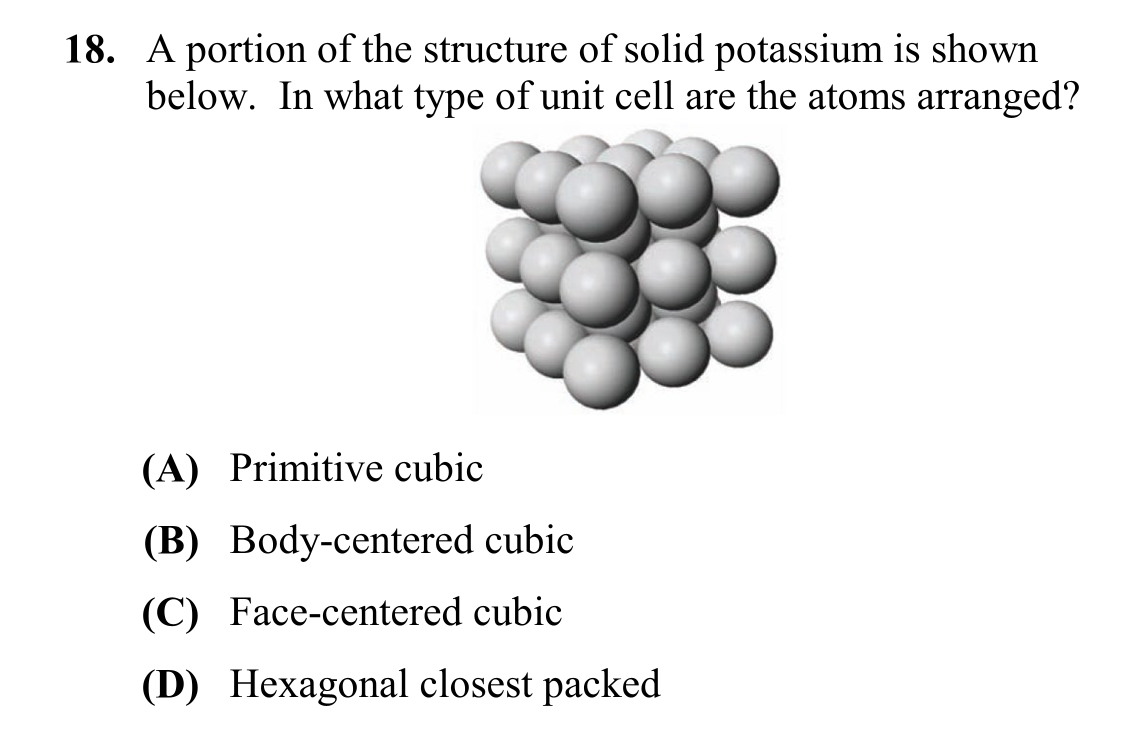 18. A portion of the structure of solid potassium is shown
below. In what type of unit cell are the atoms arranged?
(A) Primitive cubic
(B) Body-centered cubic
(C) Face-centered cubic
(D) Hexagonal closest packed